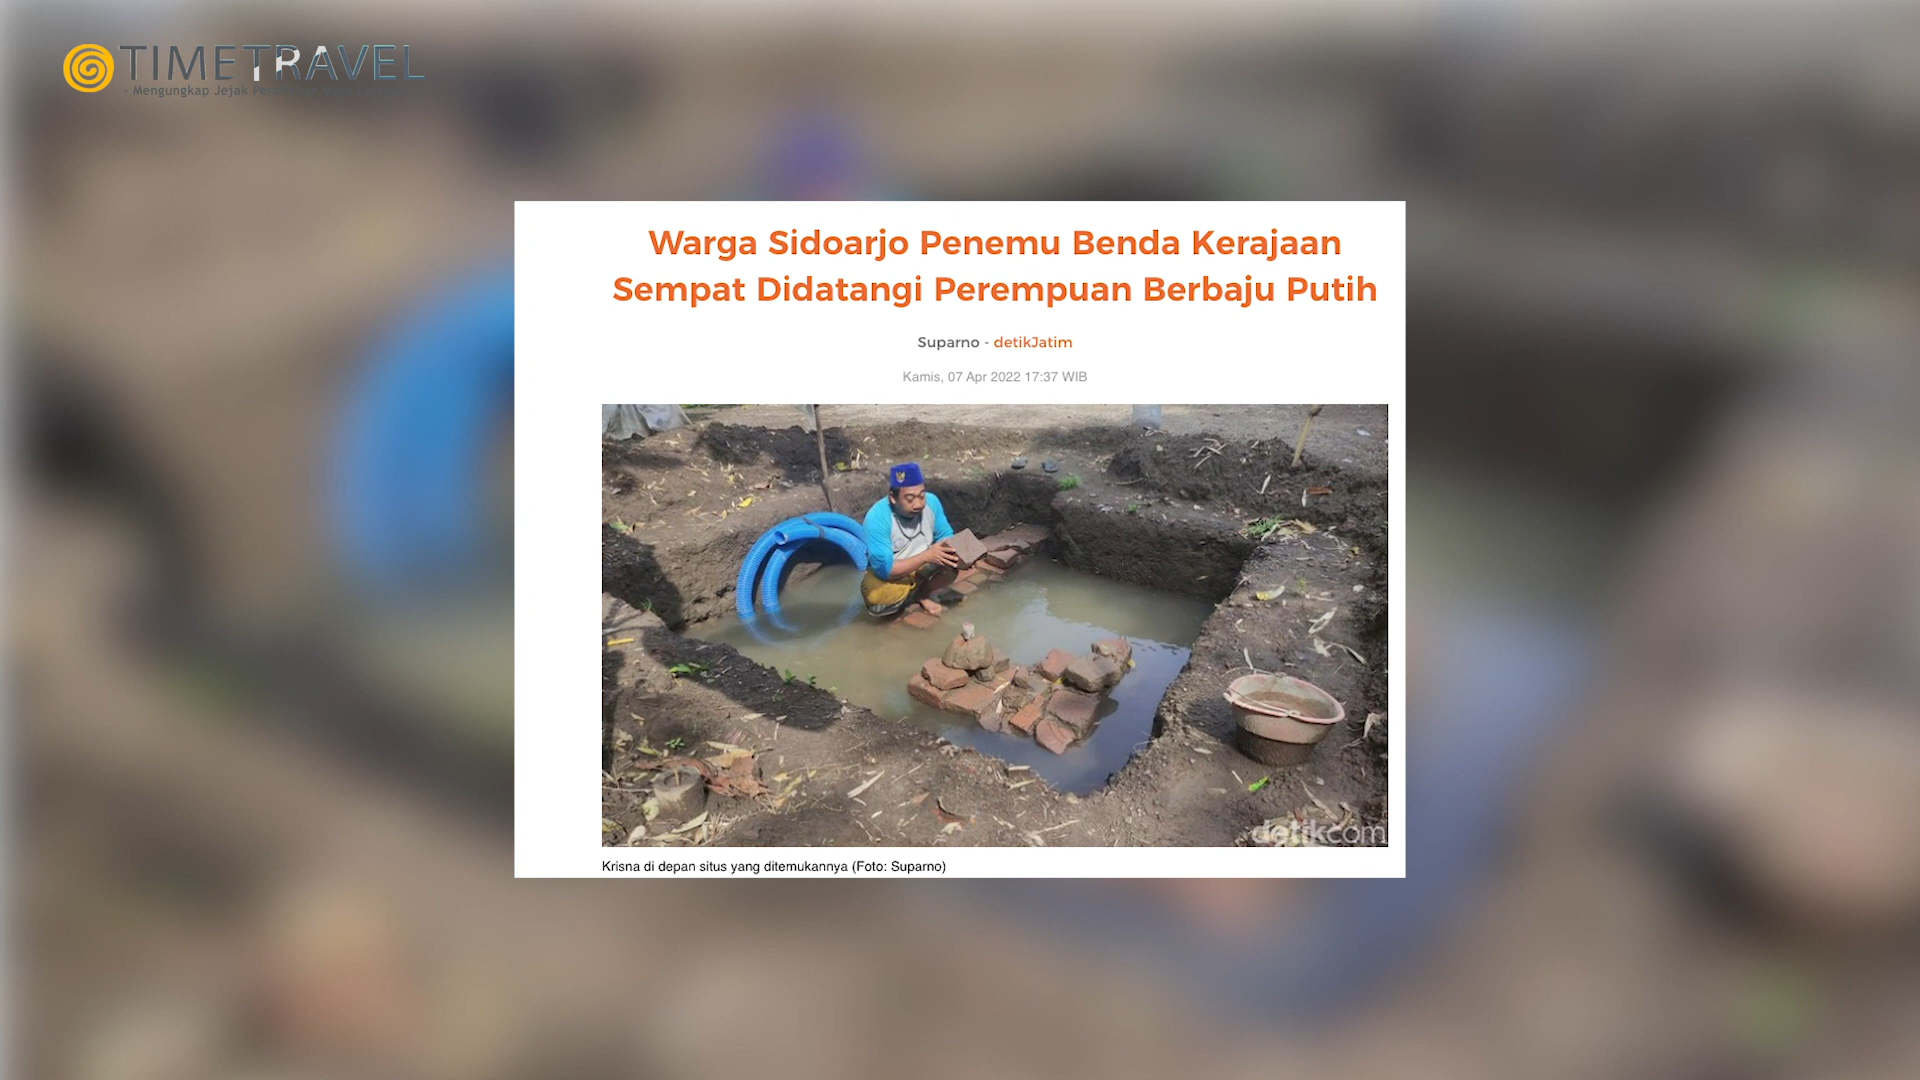 TIMETRAVEL
- Mengungkap Jejak
Warga Sidoarjo Penemu Benda Kerajaan
Sempat Didatangi Perempuan Berbaju Putih
Suparno - detikJatim
Kamis, 07 Apr 2022 17:37 WIB
detikcom
Krisna di depan situs yang ditemukannya (Foto: Suparno)